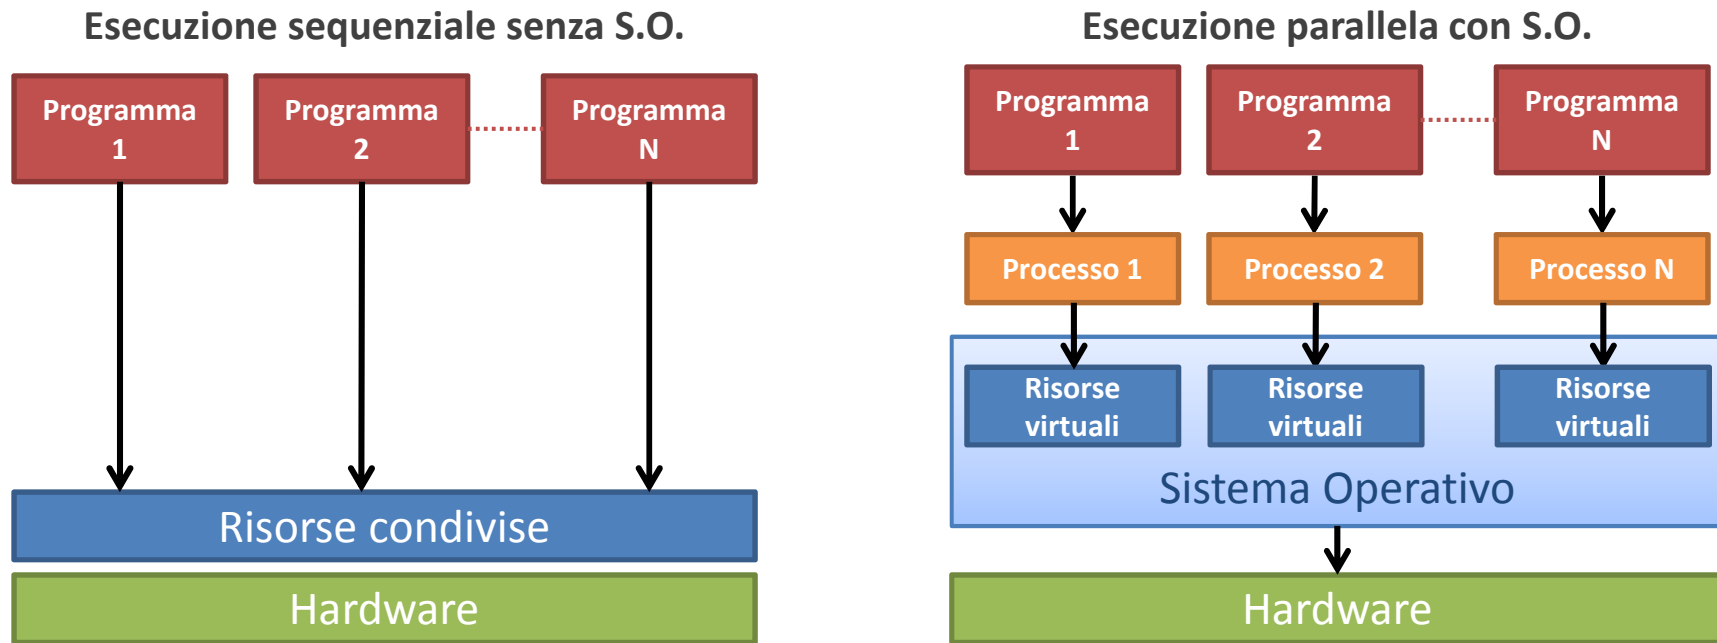 Esecuzione sequenziale senza S.O.
Programma
1
Programma
2
Programma
N
Risorse condivise
Hardware
Esecuzione parallela con S.O.
Programma
1
Programma
2
Programma
N
Processo 1
Processo 2
Processo N
Risorse
virtuali
Risorse
virtuali
Risorse
virtuali
Sistema Operativo
Hardware